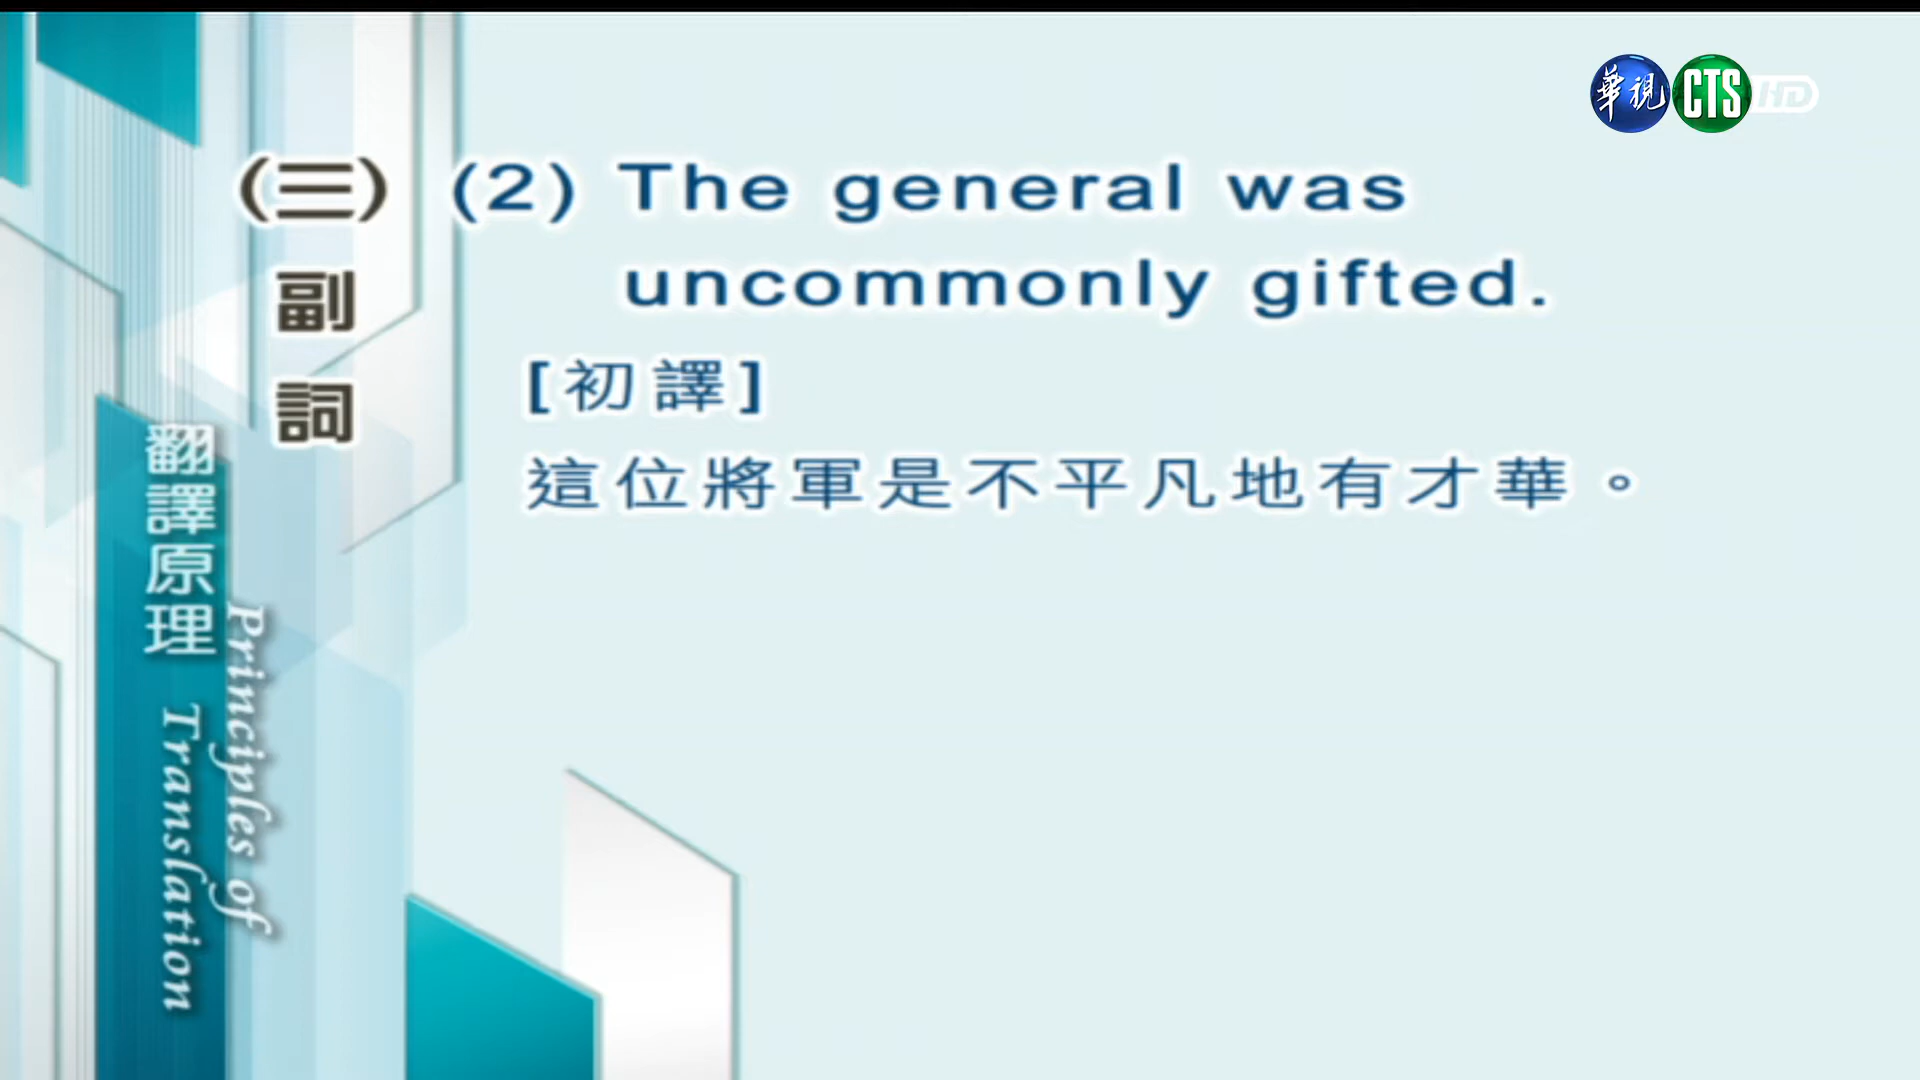 華視 CTS HD
(三) 副詞
(2) The general was
uncommonly gifted.
[初譯]
這位將軍是不平凡地有才華。
翻譯原理
Principles of
Translation